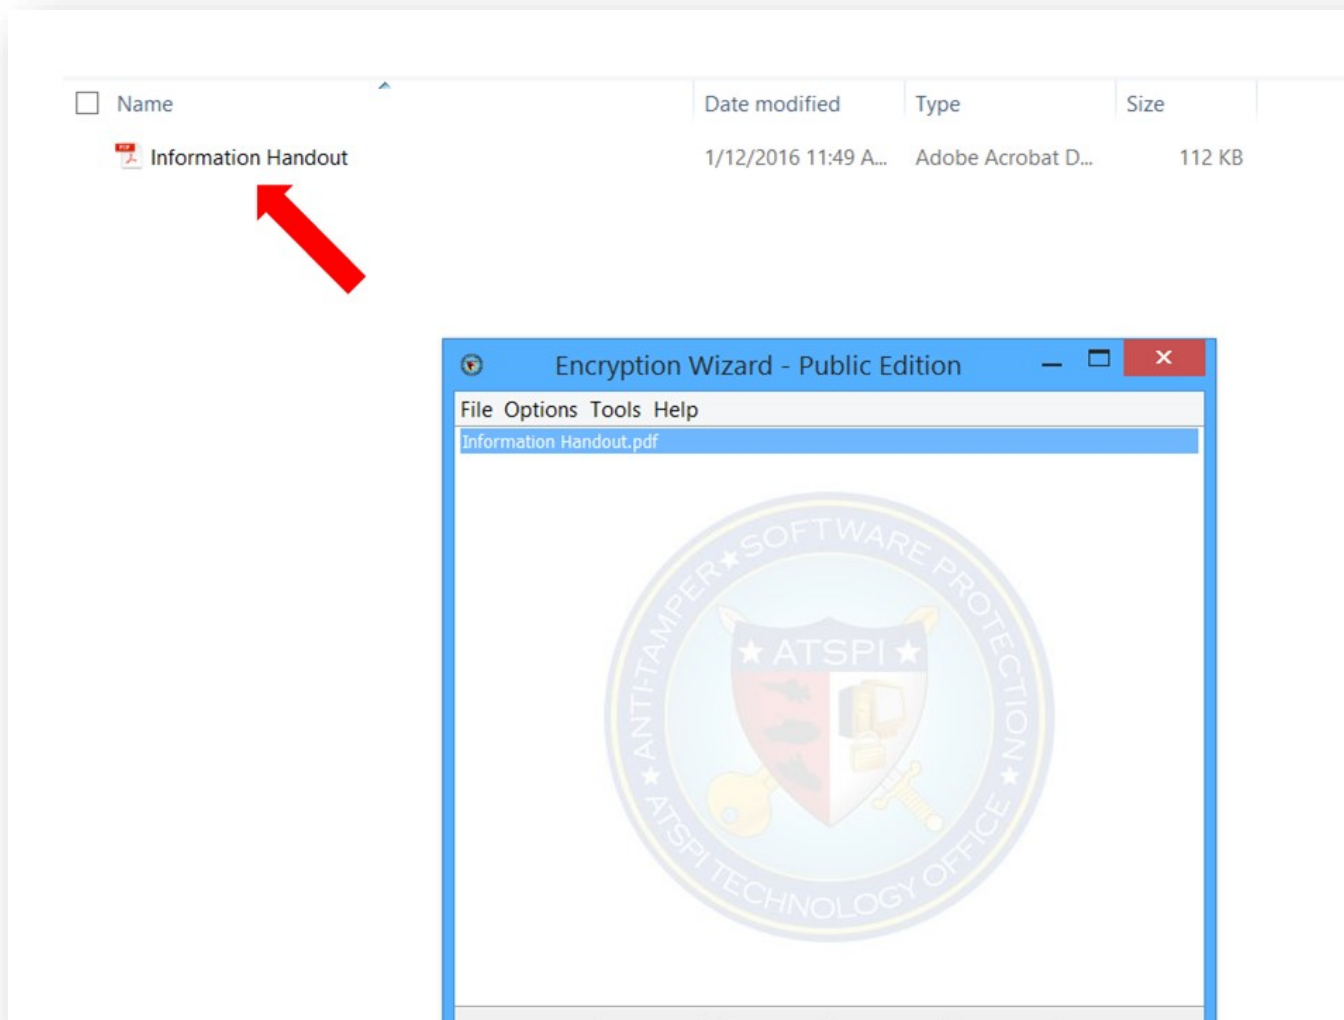 Name Date modified Type Size
Information Handout 1/12/2016 11:49 A... Adobe Acrobat D... 112 KB
Encryption Wizard - Public Edition
File Options Tools Help
Information Handout.pdf
★ ANTI-TAMPER ★ SOFTWARE PROTECTION ★
ATSPI TECHNOLOGY OFFICE
★ ATSPI ★